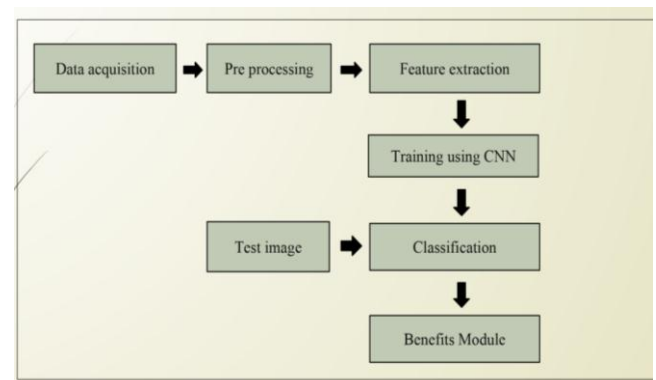 Data acquisition
Pre processing
Feature extraction
Training using CNN
Test image
Classification
Benefits Module